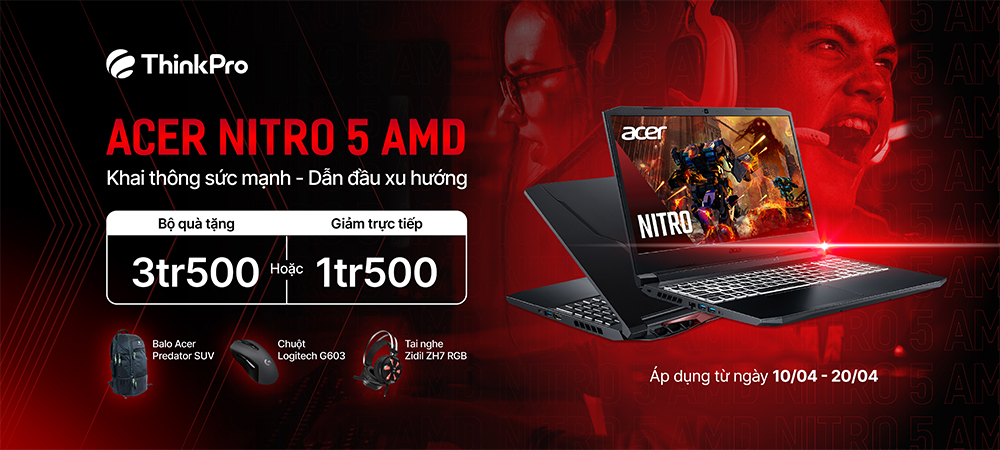 ThinkPro
ACER NITRO 5 AMD
Khai thông sức mạnh - Dẫn đầu xu hướng
Bộ quà tặng
3tr500
Hoặc
Giảm trực tiếp
1tr500
Balo Acer
Predator SUV
Chuột
Logitech G603
Tai nghe
Zidil ZH7 RGB
acer
NITRO
Áp dụng từ ngày 10/04 - 20/04